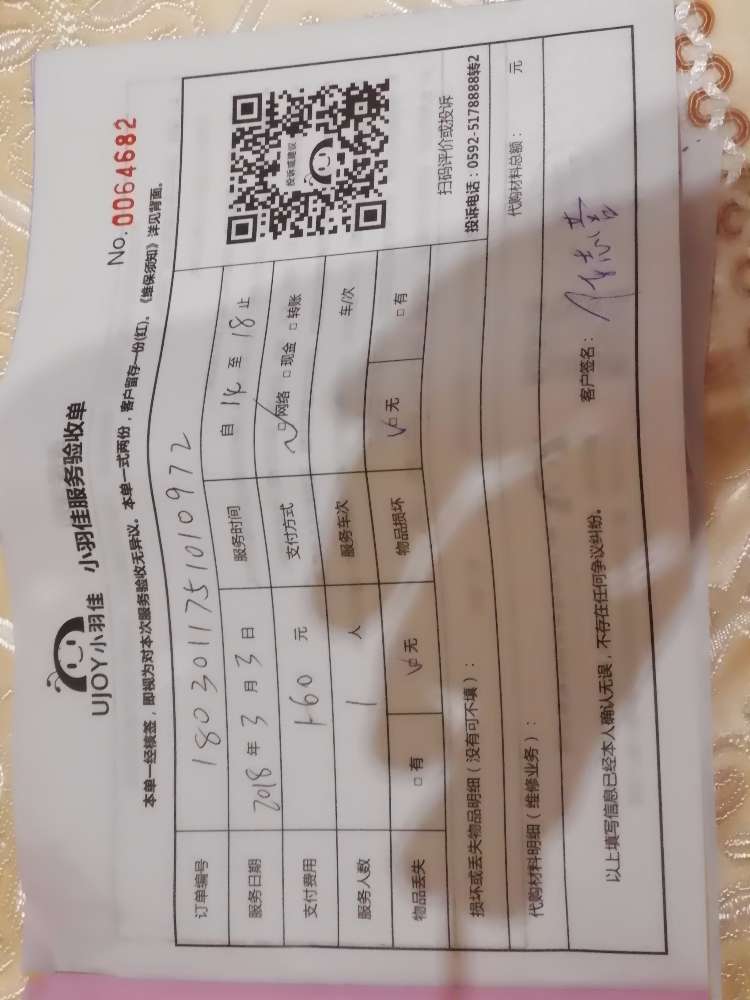 No. 0064682
UJOY小羽佳 小羽佳服务验收单
本单一经核签，即视为对本次服务验收无异议。本单一式两份，客户留存一份(红)。《维保须知》详见背面。
订单编号 1803011751010972
服务日期 2018 年 3 月 3 日 服务时间 自 14 至 18 止
支付费用 160 元 支付方式 ☑网络 □现金 □转账
服务人数 1 人 服务车次 车/次
物品丢失 □有 ☑无 物品损坏 ☑无 □有
投诉或建议
扫码评价或投诉
投诉电话：0592-5178888转2
损坏或丢失物品明细（没有可不填）：
代购材料明细（维修业务）： 代购材料总额： 元
以上填写信息已经本人确认无误，不存在任何争议纠纷。 客户签名：